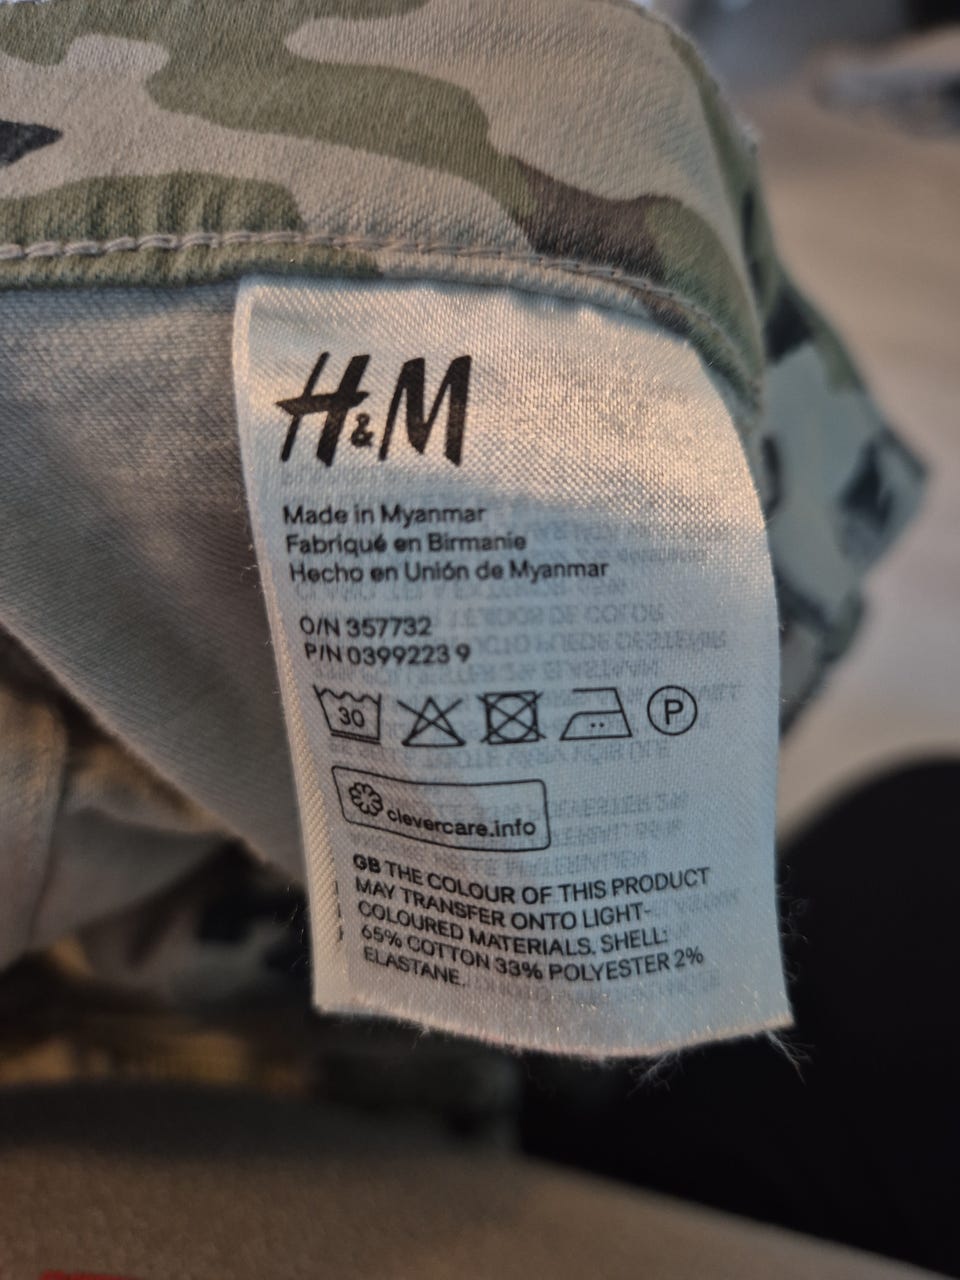 H&M
Made in Myanmar
Fabriqué en Birmanie
Hecho en Unión de Myanmar
O/N 357732
P/N 0399223 9
30
P
clevercare.info
GB THE COLOUR OF THIS PRODUCT
MAY TRANSFER ONTO LIGHT-
COLOURED MATERIALS. SHELL:
65% COTTON 33% POLYESTER 2%
ELASTANE.